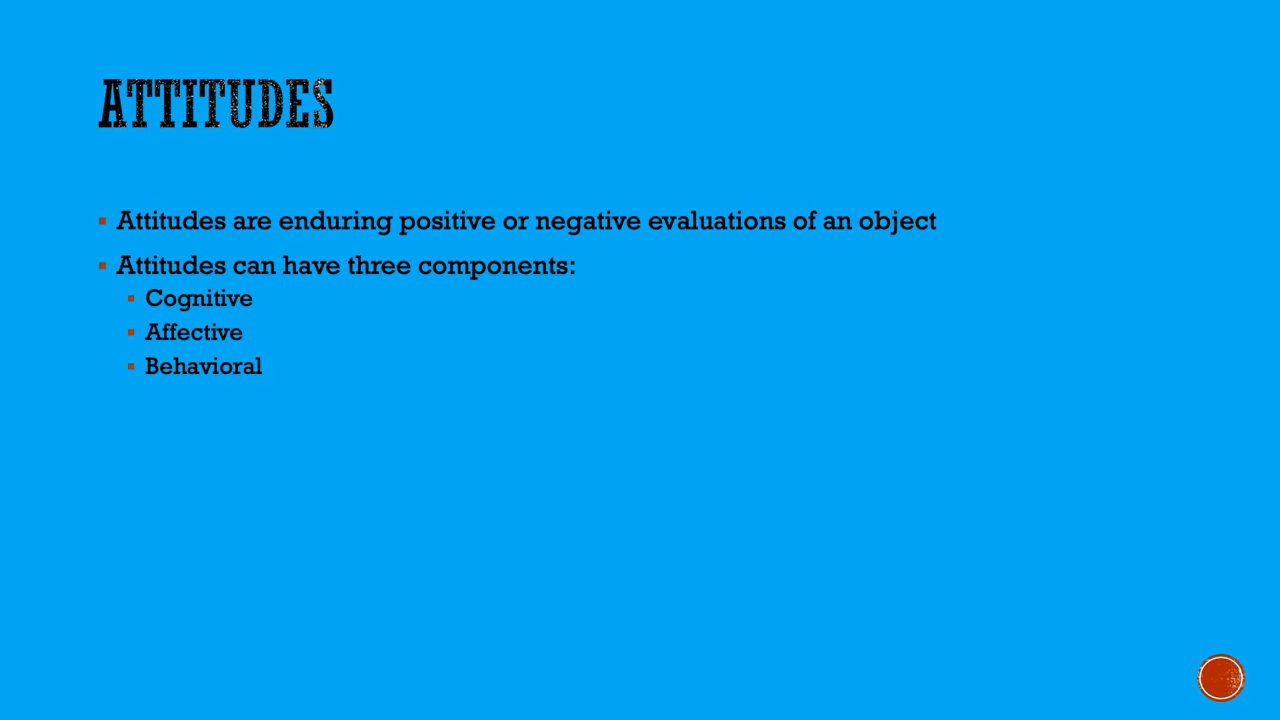 ATTITUDES
Attitudes are enduring positive or negative evaluations of an object
Attitudes can have three components:
Cognitive
Affective
Behavioral